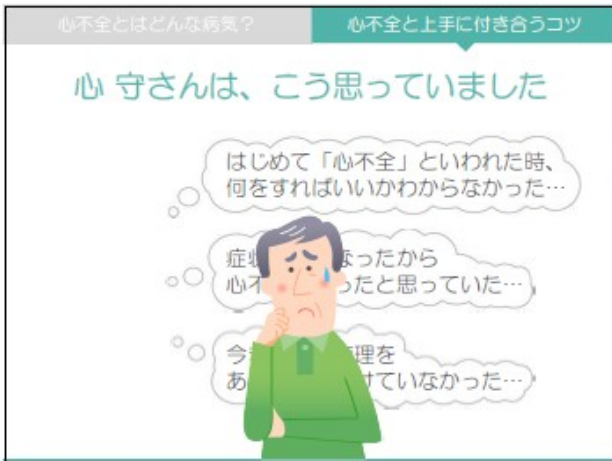 心不全とはどんな病気？
心不全と上手に付き合うコツ
心 守さんは、こう思っていました
はじめて「心不全」といわれた時、
何をすればいいかわからなかった…
症 なったから
心不 ったと思っていた…
今 理を
あ けていなかった…